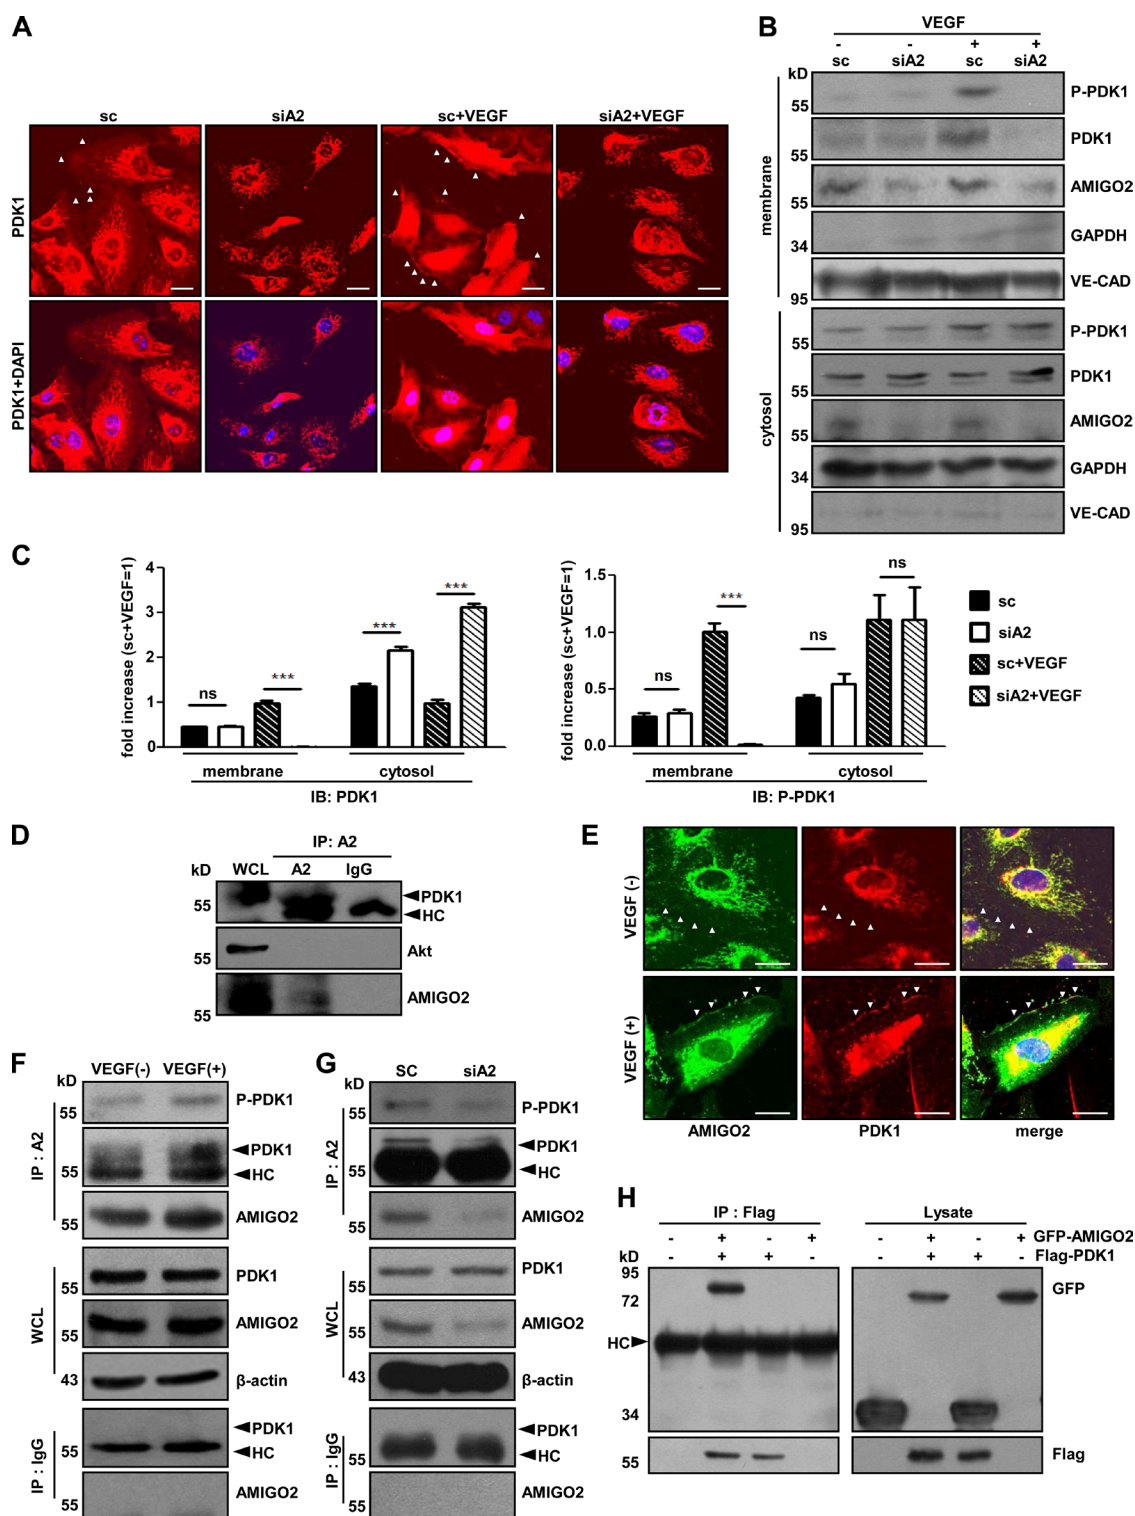 A
sc siA2 sc+VEGF siA2+VEGF
PDK1
PDK1+DAPI
B
VEGF
- - + +
kD sc siA2 sc siA2
membrane
55 P-PDK1
55 PDK1
55 AMIGO2
34 GAPDH
95 VE-CAD
cytosol
55 P-PDK1
55 PDK1
55 AMIGO2
34 GAPDH
95 VE-CAD
C
fold increase (sc+VEGF=1)
4
3
2
1
0
ns *** *** ***
membrane cytosol
IB: PDK1
fold increase (sc+VEGF=1)
1.5
1.0
0.5
0.0
ns *** ns ns
membrane cytosol
IB: P-PDK1
sc
siA2
sc+VEGF
siA2+VEGF
D
IP: A2
kD WCL A2 IgG
55 PDK1
HC
55 Akt
55 AMIGO2
E
VEGF (-)
VEGF (+)
AMIGO2 PDK1 merge
F
VEGF(-) VEGF(+)
kD
IP : A2
55 P-PDK1
PDK1
55 HC
55 AMIGO2
WCL
55 PDK1
55 AMIGO2
43 β-actin
IP : IgG
PDK1
55 HC
55 AMIGO2
G
SC siA2
kD
IP : A2
55 P-PDK1
PDK1
55 HC
55 AMIGO2
WCL
55 PDK1
55 AMIGO2
43 β-actin
IP : IgG
PDK1
55 HC
55 AMIGO2
H
IP : Flag Lysate
- + - + - + - + GFP-AMIGO2
- + + - - + + - Flag-PDK1
kD
95
72
HC
34
GFP
55 Flag